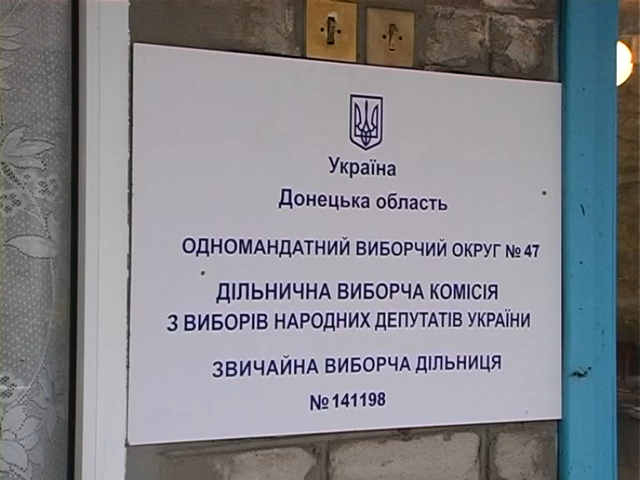 Україна
Донецька область
ОДНОМАНДАТНИЙ ВИБОРЧИЙ ОКРУГ № 47
ДІЛЬНИЧНА ВИБОРЧА КОМІСІЯ
З ВИБОРІВ НАРОДНИХ ДЕПУТАТІВ УКРАЇНИ
ЗВИЧАЙНА ВИБОРЧА ДІЛЬНИЦЯ
№ 141198